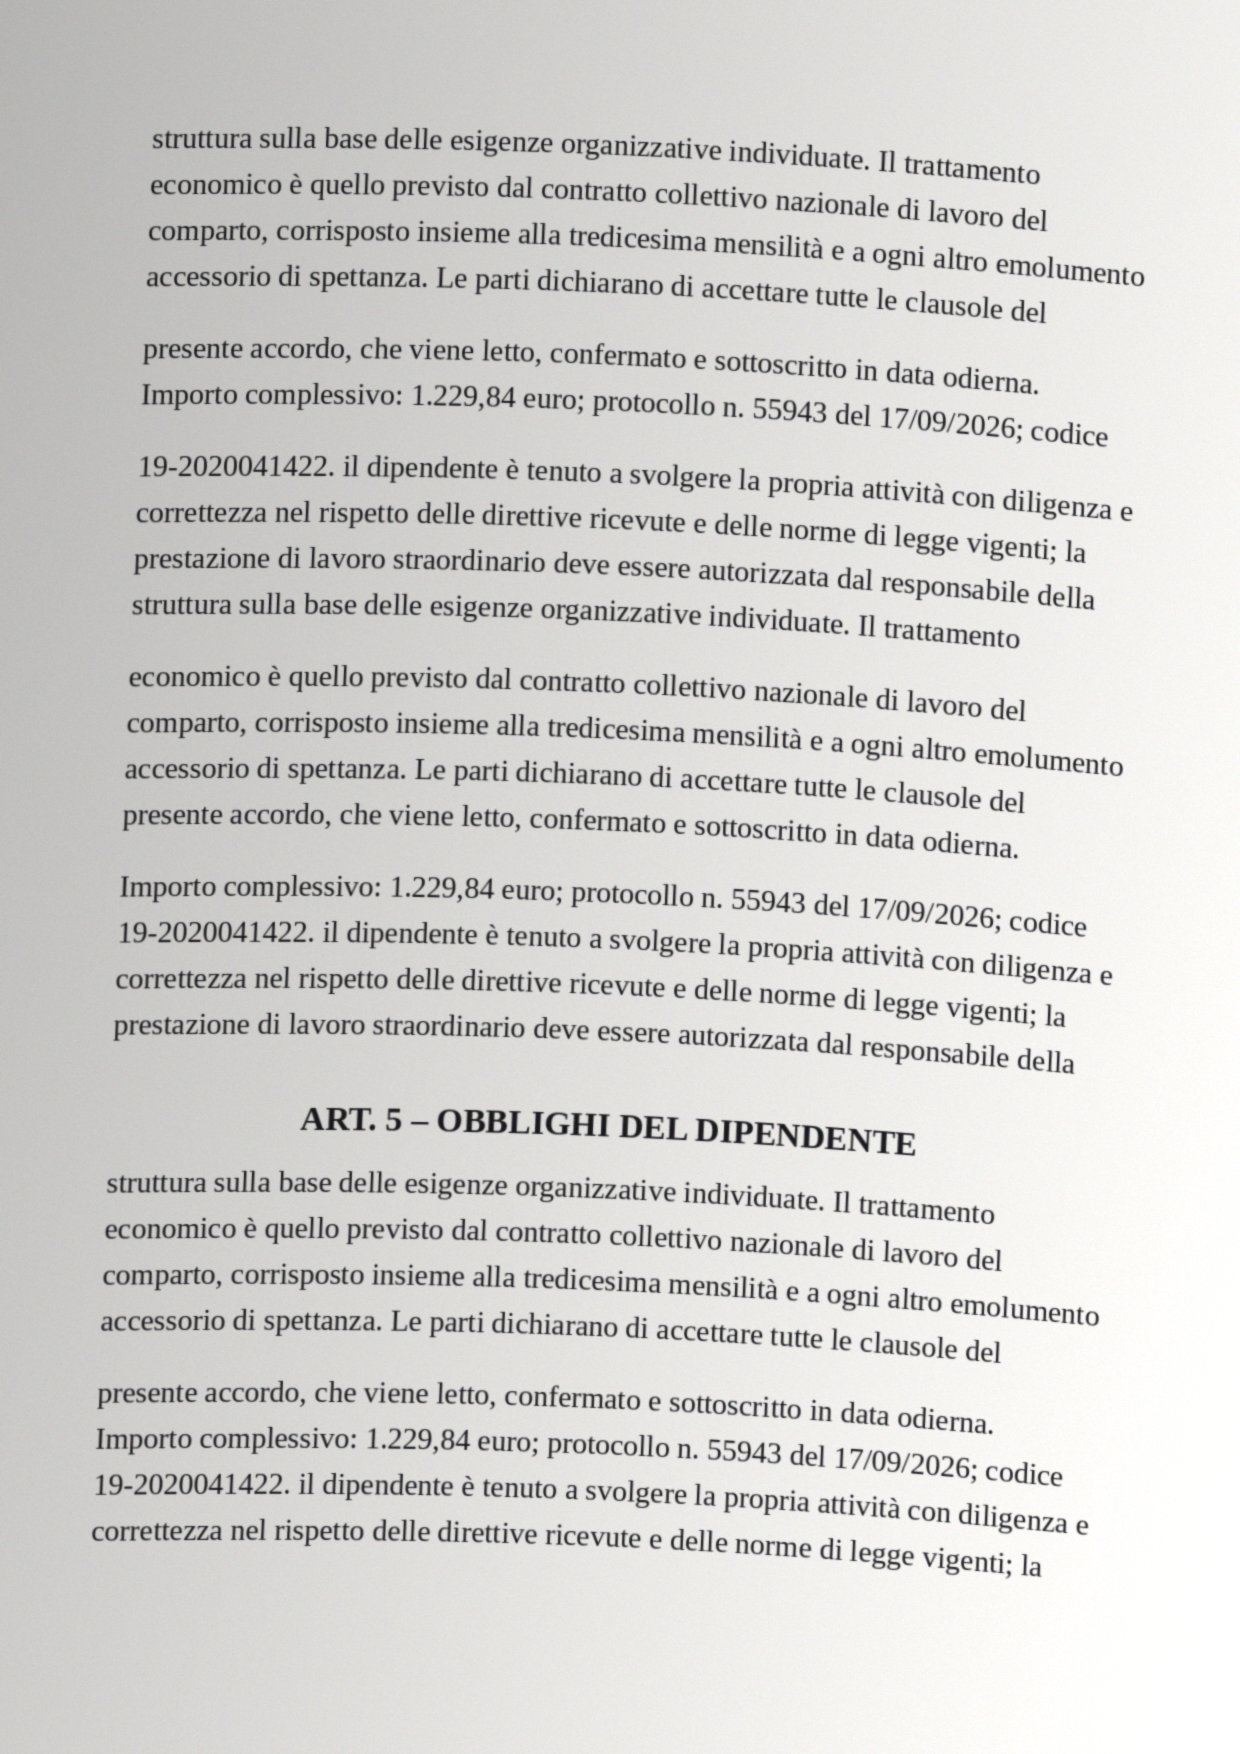 struttura sulla base delle esigenze organizzative individuate. Il trattamento
economico è quello previsto dal contratto collettivo nazionale di lavoro del
comparto, corrisposto insieme alla tredicesima mensilità e a ogni altro emolumento
accessorio di spettanza. Le parti dichiarano di accettare tutte le clausole del
presente accordo, che viene letto, confermato e sottoscritto in data odierna.
Importo complessivo: 1.229,84 euro; protocollo n. 55943 del 17/09/2026; codice
19-2020041422. il dipendente è tenuto a svolgere la propria attività con diligenza e
correttezza nel rispetto delle direttive ricevute e delle norme di legge vigenti; la
prestazione di lavoro straordinario deve essere autorizzata dal responsabile della
struttura sulla base delle esigenze organizzative individuate. Il trattamento
economico è quello previsto dal contratto collettivo nazionale di lavoro del
comparto, corrisposto insieme alla tredicesima mensilità e a ogni altro emolumento
accessorio di spettanza. Le parti dichiarano di accettare tutte le clausole del
presente accordo, che viene letto, confermato e sottoscritto in data odierna.
Importo complessivo: 1.229,84 euro; protocollo n. 55943 del 17/09/2026; codice
19-2020041422. il dipendente è tenuto a svolgere la propria attività con diligenza e
correttezza nel rispetto delle direttive ricevute e delle norme di legge vigenti; la
prestazione di lavoro straordinario deve essere autorizzata dal responsabile della
ART. 5 – OBBLIGHI DEL DIPENDENTE
struttura sulla base delle esigenze organizzative individuate. Il trattamento
economico è quello previsto dal contratto collettivo nazionale di lavoro del
comparto, corrisposto insieme alla tredicesima mensilità e a ogni altro emolumento
accessorio di spettanza. Le parti dichiarano di accettare tutte le clausole del
presente accordo, che viene letto, confermato e sottoscritto in data odierna.
Importo complessivo: 1.229,84 euro; protocollo n. 55943 del 17/09/2026; codice
19-2020041422. il dipendente è tenuto a svolgere la propria attività con diligenza e
correttezza nel rispetto delle direttive ricevute e delle norme di legge vigenti; la